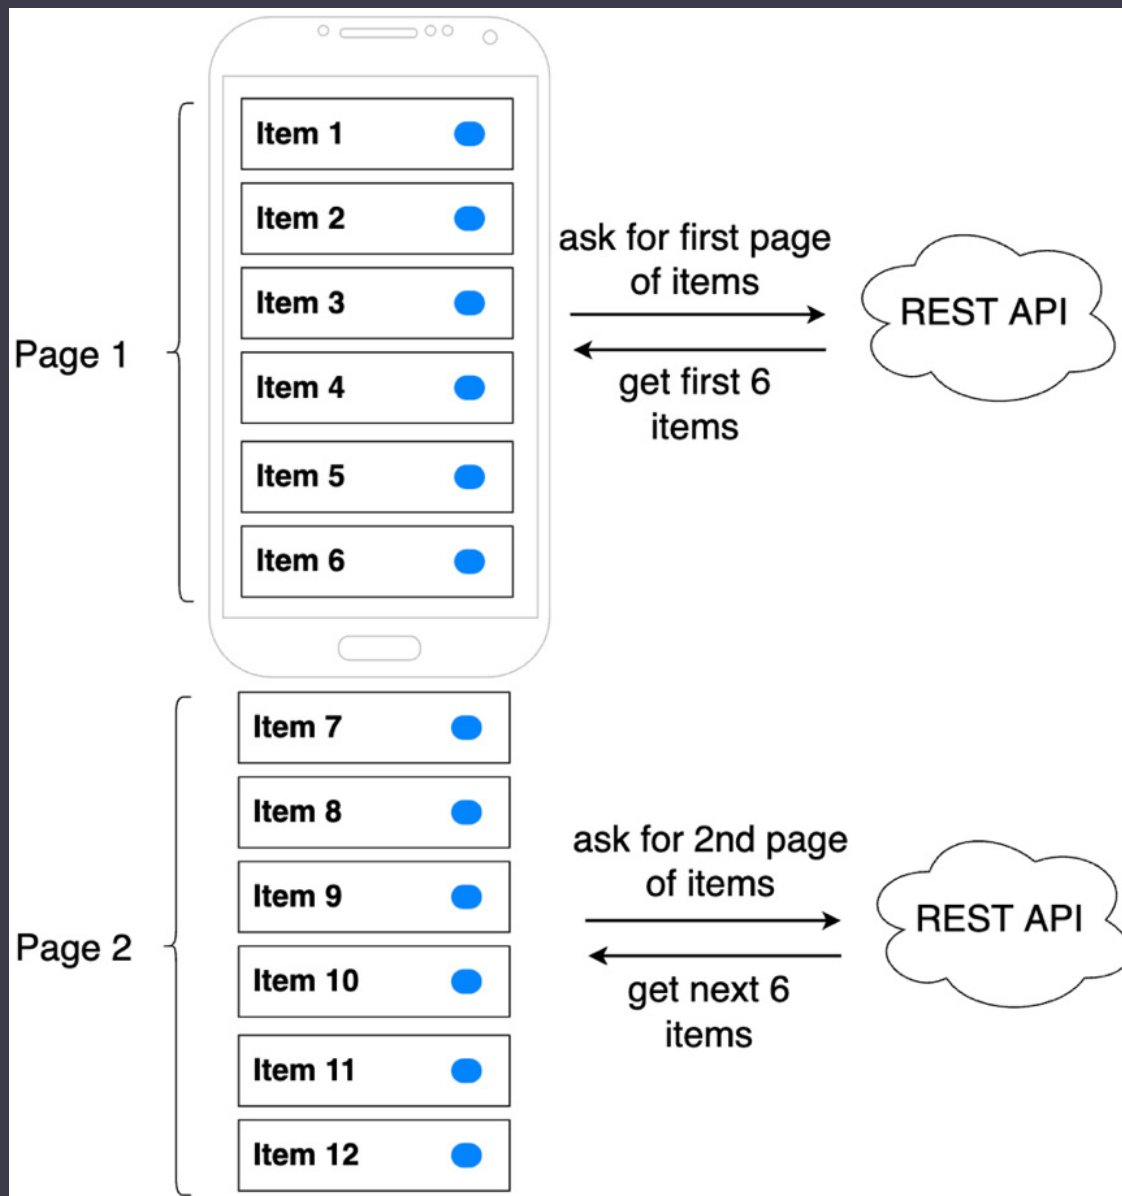 Item 1
Item 2
Item 3
Item 4
Item 5
Item 6
Page 1
ask for first page
of items
get first 6
items
REST API
Item 7
Item 8
Item 9
Item 10
Item 11
Item 12
Page 2
ask for 2nd page
of items
get next 6
items
REST API